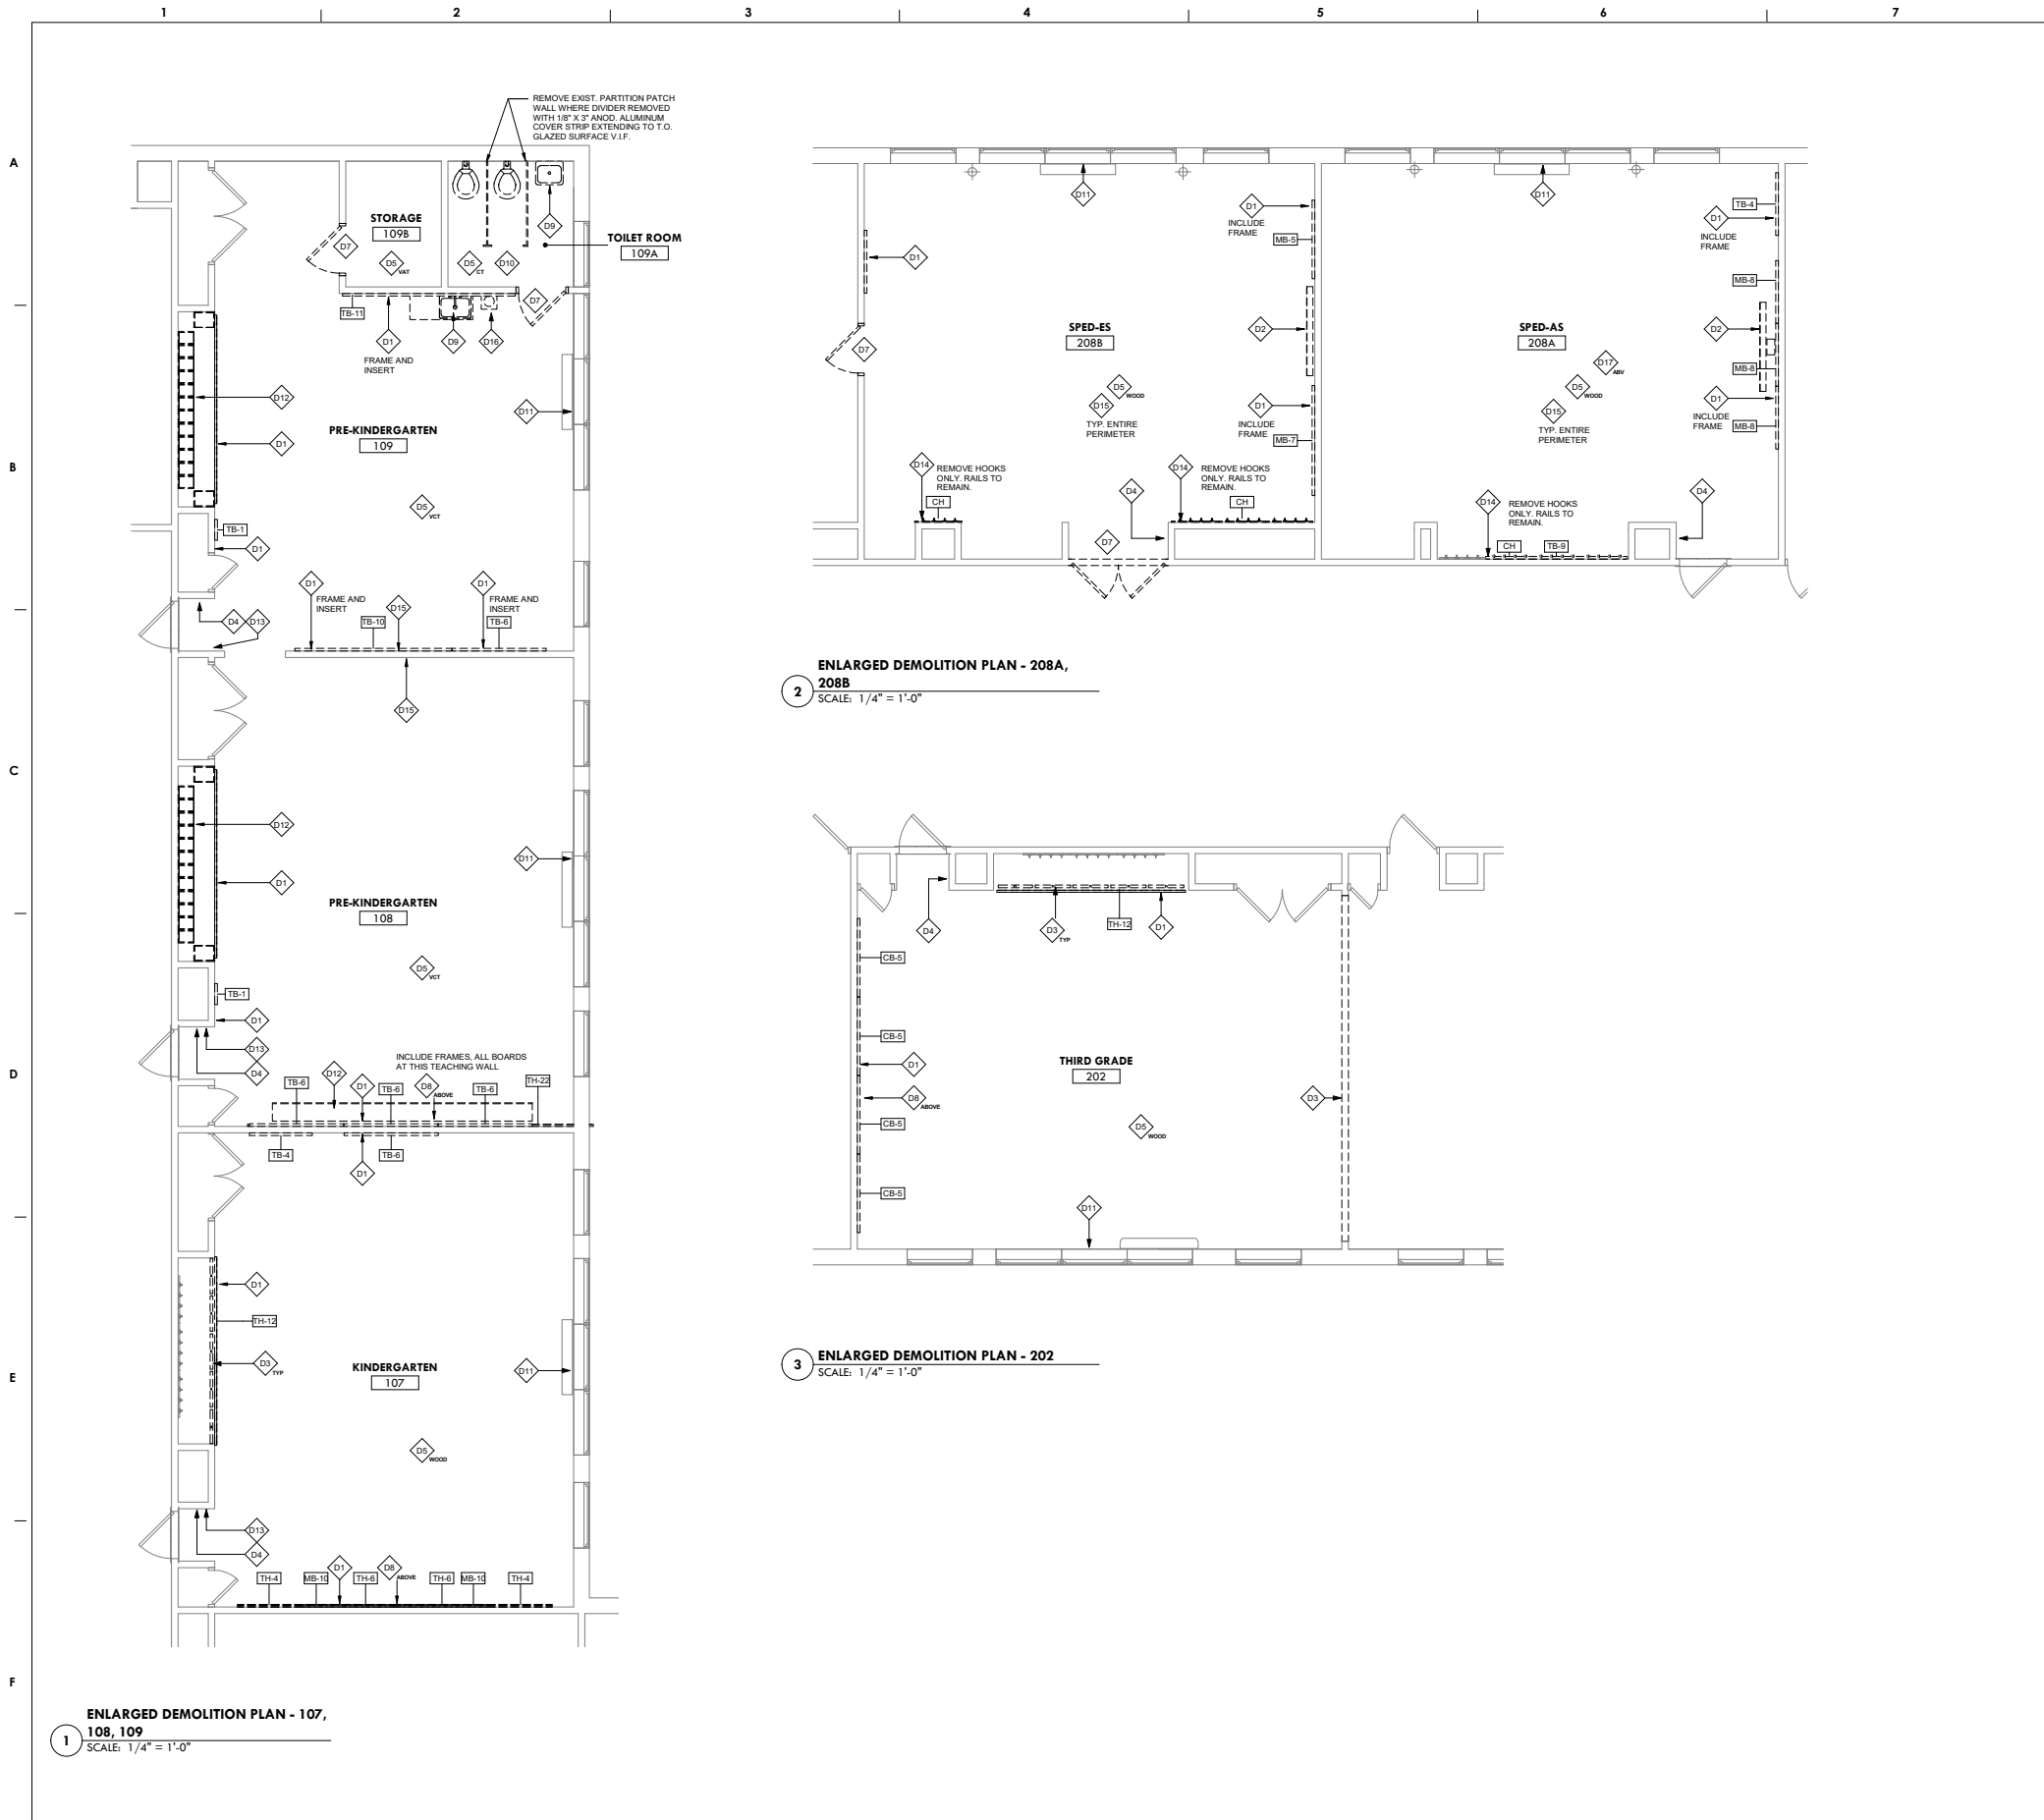 1 2 3 4 5 6 7
A
B
C
D
E
F
REMOVE EXIST. PARTITION PATCH
WALL WHERE DIVIDER REMOVED
WITH 1/8" X 3" ANOD. ALUMINUM
COVER STRIP EXTENDING TO T.O.
GLAZED SURFACE V.I.F.
STORAGE
109B
D7
D5
VAT
D5
CT
D10
D9
TOILET ROOM
109A
TB-11
D1
FRAME AND
INSERT
D9
D16
D7
D12
D11
D1
PRE-KINDERGARTEN
109
D5
VCT
TB-1
D1
D1
FRAME AND
INSERT
TB-10
D15
D1
FRAME AND
INSERT
TB-6
D4
D13
D15
D12
D11
D1
PRE-KINDERGARTEN
108
D5
VCT
TB-1
D1
D13
D4
INCLUDE FRAMES, ALL BOARDS
AT THIS TEACHING WALL
TB-6
D12
D1
TB-6
D8
ABOVE
TB-6
TH-22
TB-4
D1
TB-6
D1
TH-12
D3
TYP
KINDERGARTEN
107
D11
D5
WOOD
D13
D4
TH-4
MB-10
D1
TH-6
D8
ABOVE
TH-6
MB-10
TH-4
1
ENLARGED DEMOLITION PLAN - 107,
108, 109
SCALE: 1/4" = 1'-0"
D11
D1
INCLUDE
FRAME
MB-5
D1
D7
SPED-ES
208B
D2
D5
WOOD
D15
TYP. ENTIRE
PERIMETER
D1
INCLUDE
FRAME
MB-7
D14
REMOVE HOOKS
ONLY. RAILS TO
REMAIN.
CH
D4
D14
REMOVE HOOKS
ONLY. RAILS TO
REMAIN.
CH
D7
D11
TB-4
D1
INCLUDE
FRAME
MB-8
SPED-AS
208A
D2
D17
ABV
D5
WOOD
D15
TYP. ENTIRE
PERIMETER
MB-8
D1
INCLUDE
FRAME
MB-8
D14
REMOVE HOOKS
ONLY. RAILS TO
REMAIN.
CH
TB-9
D4
2
ENLARGED DEMOLITION PLAN - 208A,
208B
SCALE: 1/4" = 1'-0"
D4
D3
TYP
TH-12
D1
CB-5
CB-5
D1
D8
ABOVE
CB-5
CB-5
THIRD GRADE
202
D3
D5
WOOD
D11
3
ENLARGED DEMOLITION PLAN - 202
SCALE: 1/4" = 1'-0"